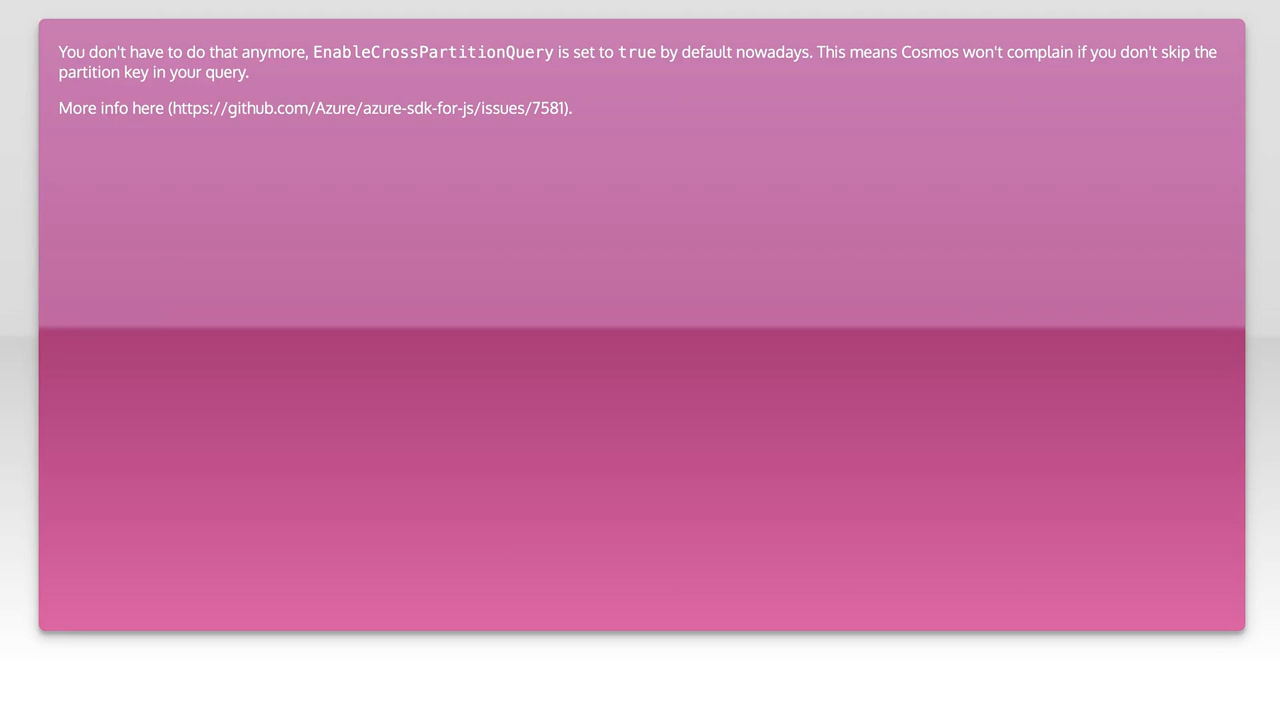 You don't have to do that anymore, EnableCrossPartitionQuery is set to true by default nowadays. This means Cosmos won't complain if you don't skip the
partition key in your query.
More info here (https://github.com/Azure/azure-sdk-for-js/issues/7581).